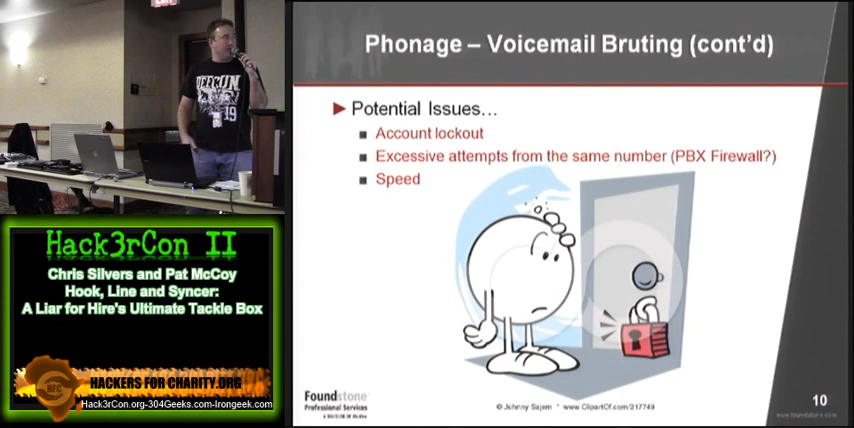 Phonage – Voicemail Bruting (cont'd)
Potential Issues…
Account lockout
Excessive attempts from the same number (PBX Firewall?)
Speed
© Johnny Sajem * www.ClipartOf.com/217749
Foundstone
Professional Services
A DIVISION OF McAfee
10
www.foundstone.com
DEFCON
19
Hack3rCon II
Chris Silvers and Pat McCoy
Hook, Line and Syncer:
A Liar for Hire's Ultimate Tackle Box
HFC
HACKERS FOR CHARITY.ORG
Hack3rCon.org-304Geeks.com-Irongeek.com